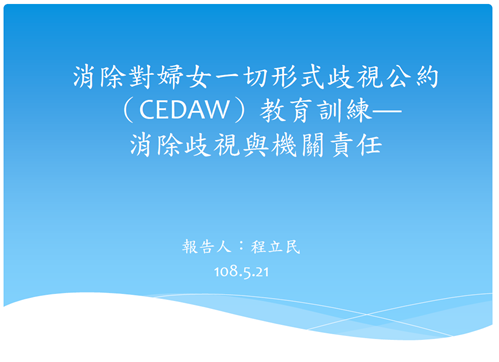 消除對婦女一切形式歧視公約
（CEDAW）教育訓練—
消除歧視與機關責任
報告人：程立民
108.5.21